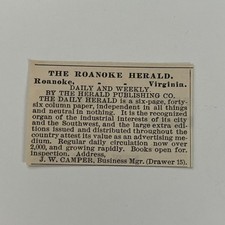 THE ROANOKE HERALD.
Roanoke, - - Virginia.
DAILY AND WEEKLY
BY THE HERALD PUBLISHING CO.
THE DAILY HERALD is a six-page, forty-
six column paper, independent in all things
and neutral in nothing. It is the recognized
organ of the industrial interests of its city
and the Southwest, and the large extra edi-
tions issued and distributed throughout the
country attest its value as an advertising me-
dium. Regular daily circulation now over
2,000, and growing rapidly. Books open for
inspection. Address,
J. W. CAMPER, Business Mgr. (Drawer 15).